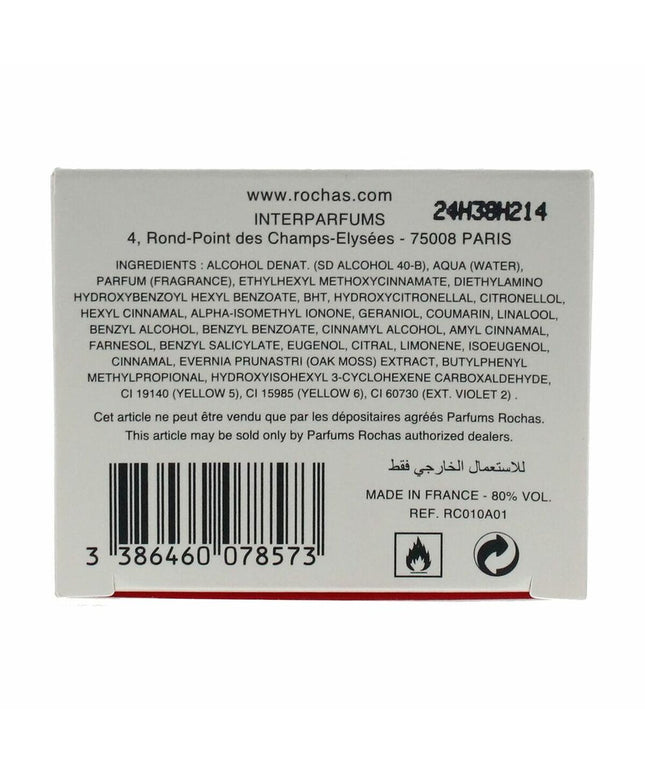 www.rochas.com
24H38H214
INTERPARFUMS
4, Rond-Point des Champs-Elysées - 75008 PARIS
INGREDIENTS : ALCOHOL DENAT. (SD ALCOHOL 40-B), AQUA (WATER),
PARFUM (FRAGRANCE), ETHYLHEXYL METHOXYCINNAMATE, DIETHYLAMINO
HYDROXYBENZOYL HEXYL BENZOATE, BHT, HYDROXYCITRONELLAL, CITRONELLOL,
HEXYL CINNAMAL, ALPHA-ISOMETHYL IONONE, GERANIOL, COUMARIN, LINALOOL,
BENZYL ALCOHOL, BENZYL BENZOATE, CINNAMYL ALCOHOL, AMYL CINNAMAL,
FARNESOL, BENZYL SALICYLATE, EUGENOL, CITRAL, LIMONENE, ISOEUGENOL,
CINNAMAL, EVERNIA PRUNASTRI (OAK MOSS) EXTRACT, BUTYLPHENYL
METHYLPROPIONAL, HYDROXYISOHEXYL 3-CYCLOHEXENE CARBOXALDEHYDE,
CI 19140 (YELLOW 5), CI 15985 (YELLOW 6), CI 60730 (EXT. VIOLET 2) .
Cet article ne peut être vendu que par les dépositaires agréés Parfums Rochas.
This article may be sold only by Parfums Rochas authorized dealers.
للاستعمال الخارجي فقط
MADE IN FRANCE - 80% VOL.
REF. RC010A01
3 386460 078573